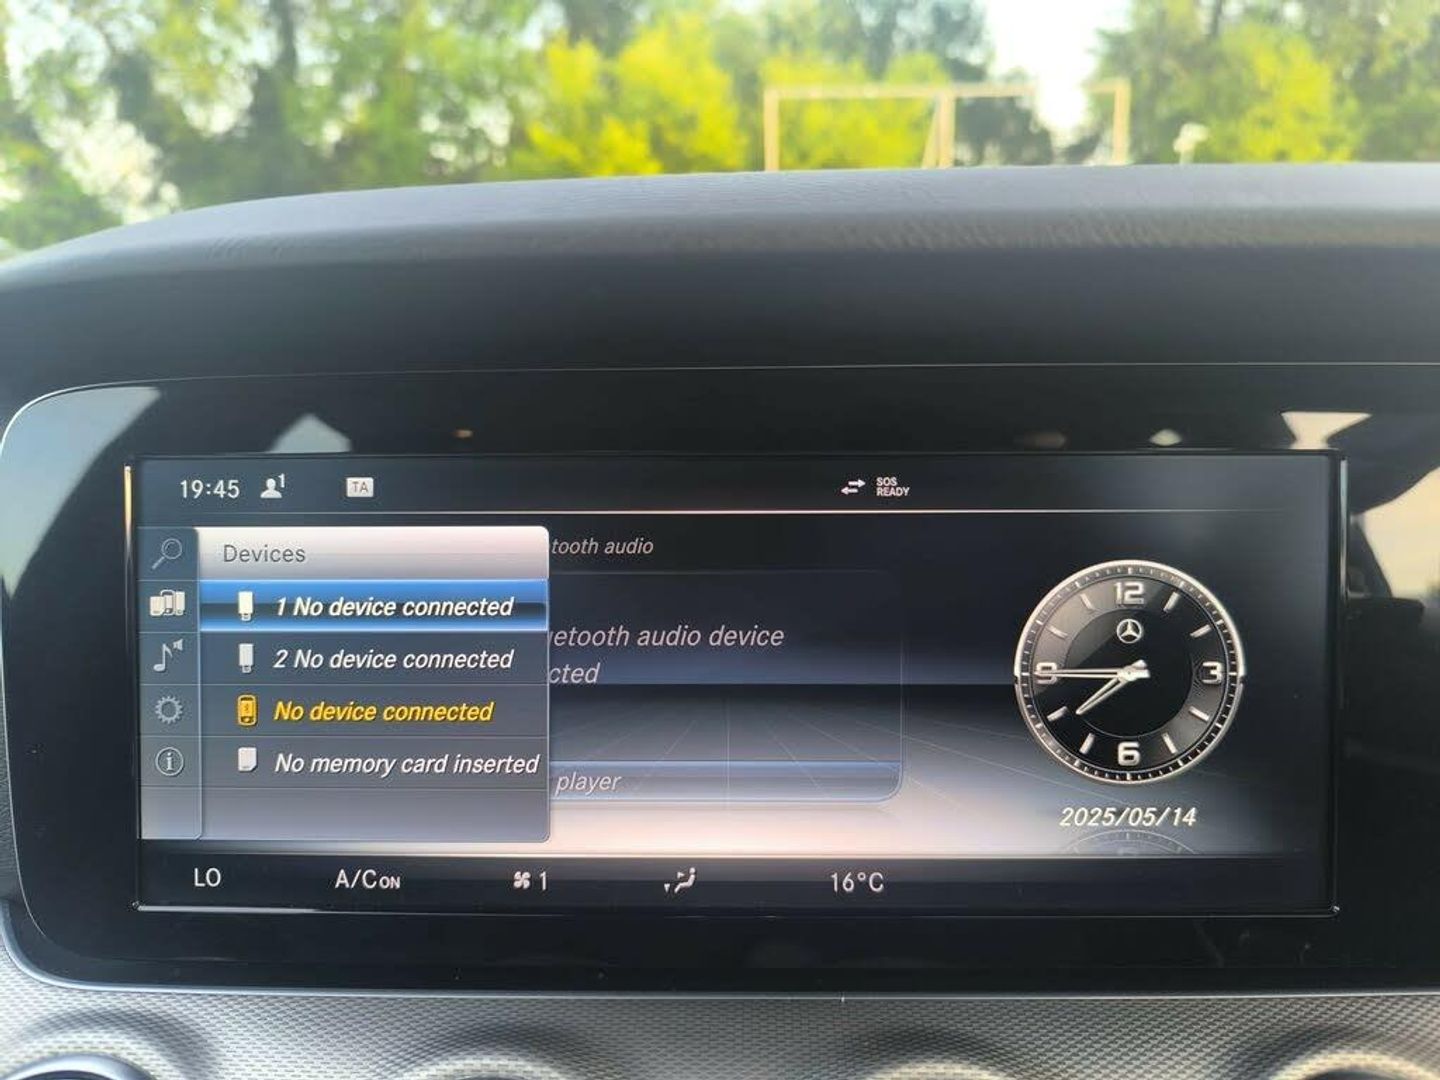 19:45 1 TA SOS
READY
Devices
tooth audio
1 No device connected
2 No device connected
etooth audio device
cted
No device connected
No memory card inserted
player
12
9 3
6
2025/05/14
LO A/C ON 1 16°C